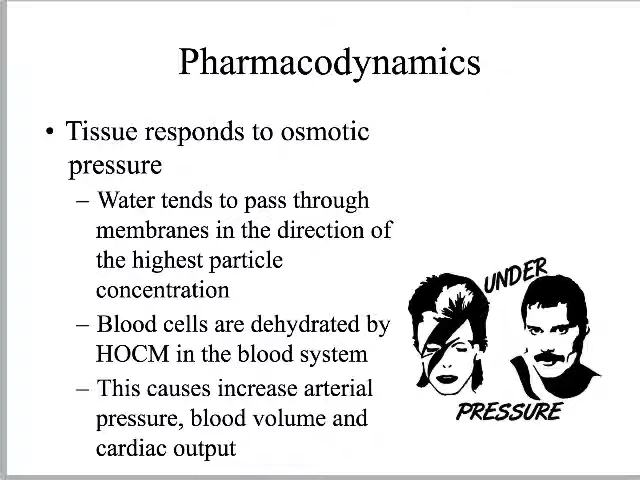 Pharmacodynamics
• Tissue responds to osmotic
pressure
– Water tends to pass through
membranes in the direction of
the highest particle
concentration
– Blood cells are dehydrated by
HOCM in the blood system
– This causes increase arterial
pressure, blood volume and
cardiac output
UNDER
PRESSURE